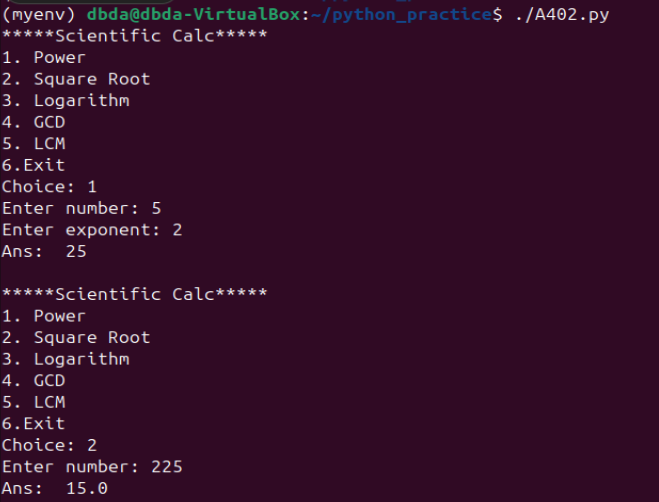 (myenv) dbda@dbda-VirtualBox:~/python_practice$ ./A402.py
*****Scientific Calc*****
1. Power
2. Square Root
3. Logarithm
4. GCD
5. LCM
6.Exit
Choice: 1
Enter number: 5
Enter exponent: 2
Ans:  25

*****Scientific Calc*****
1. Power
2. Square Root
3. Logarithm
4. GCD
5. LCM
6.Exit
Choice: 2
Enter number: 225
Ans:  15.0